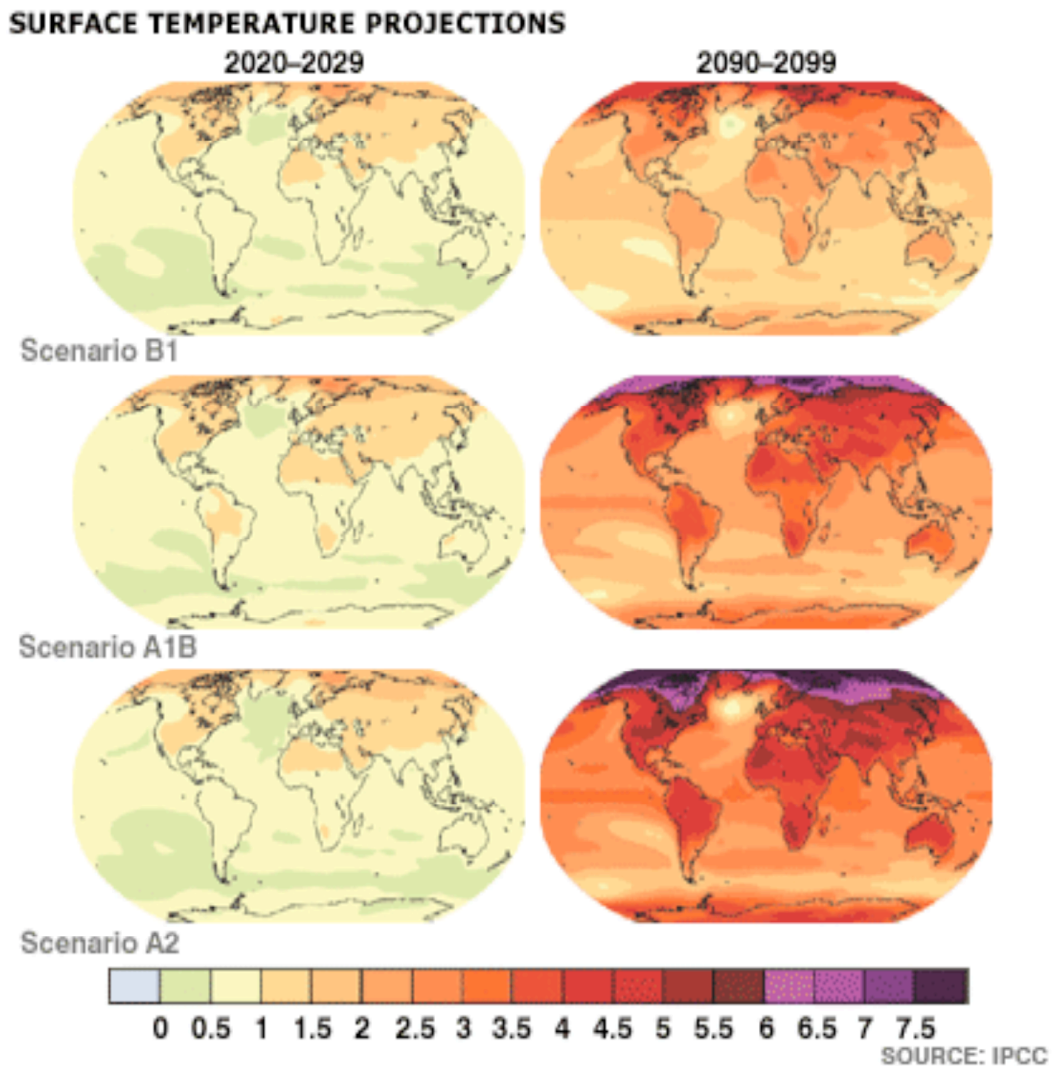 SURFACE TEMPERATURE PROJECTIONS
2020–2029 2090–2099
Scenario B1
Scenario A1B
Scenario A2
0 0.5 1 1.5 2 2.5 3 3.5 4 4.5 5 5.5 6 6.5 7 7.5
SOURCE: IPCC